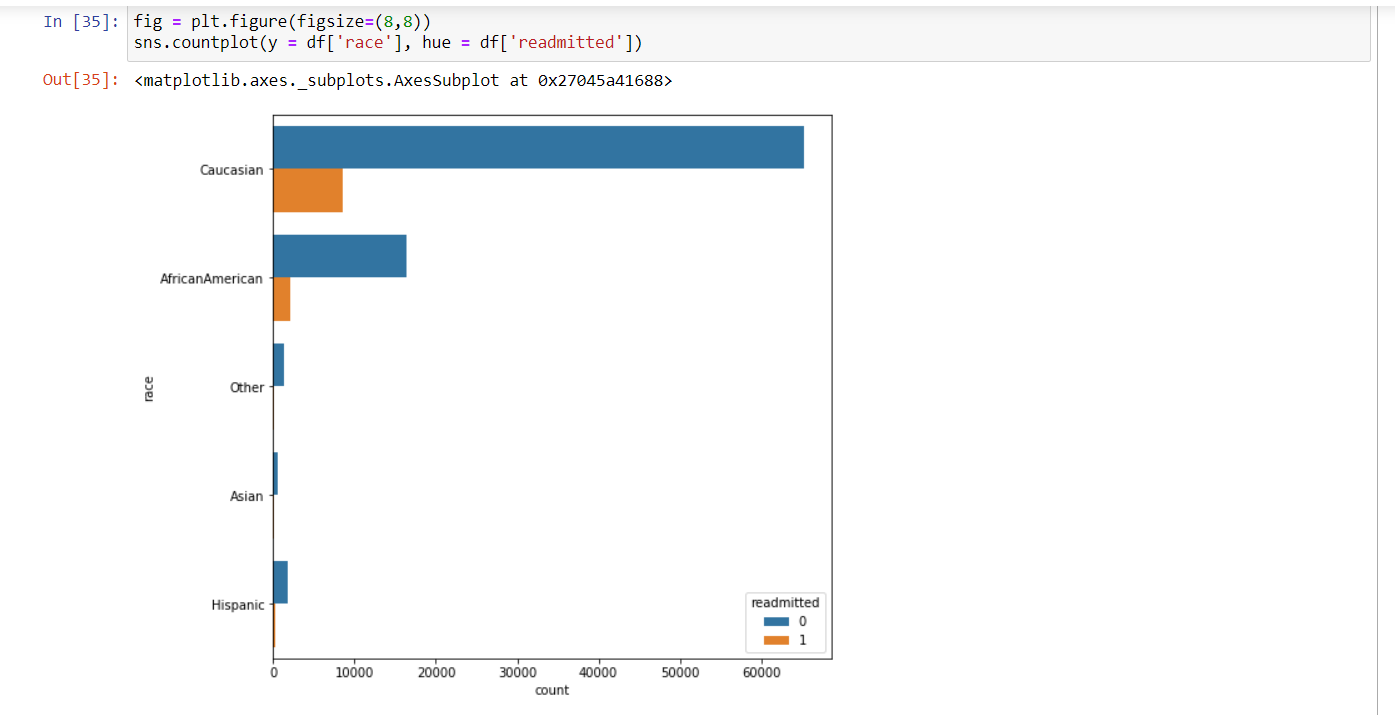 In [35]: fig = plt.figure(figsize=(8,8))
sns.countplot(y = df['race'], hue = df['readmitted'])
Out[35]: <matplotlib.axes._subplots.AxesSubplot at 0x27045a41688>
Caucasian
AfricanAmerican
race
Other
Asian
Hispanic
readmitted
0
1
0 10000 20000 30000 40000 50000 60000
count